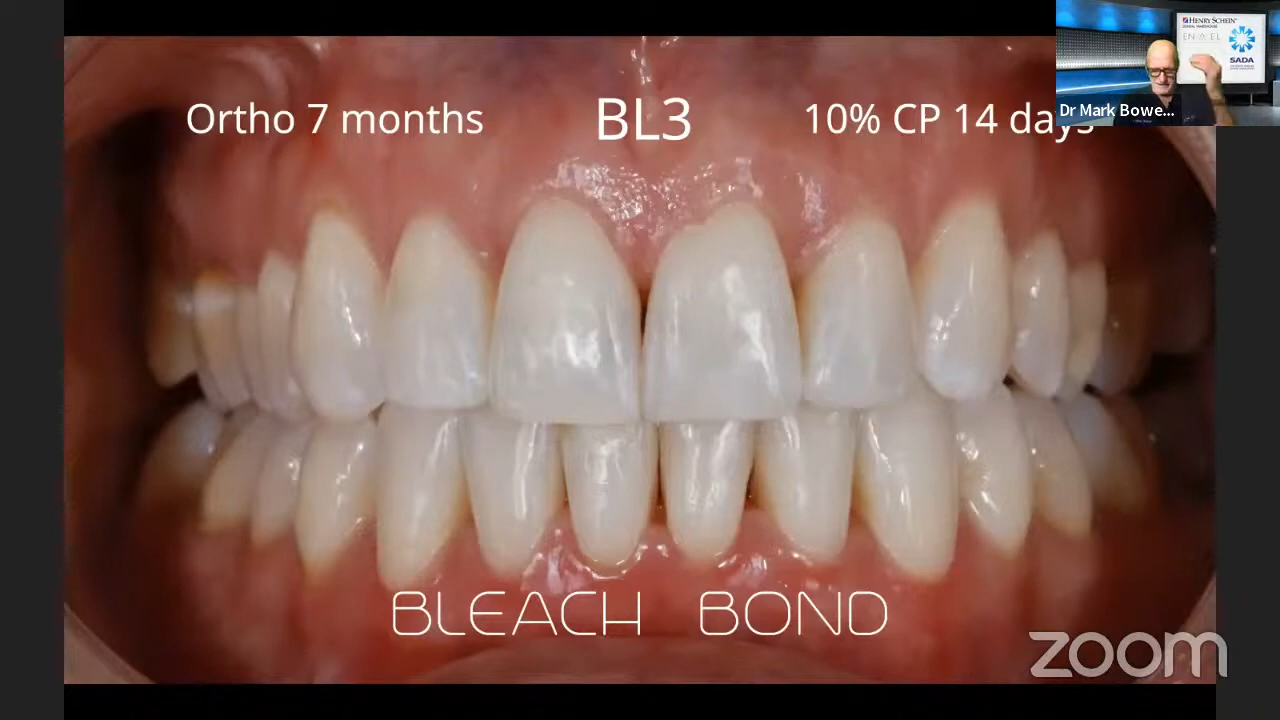 Ortho 7 months
BL3
10% CP 14 days
HENRY SCHEIN
SADA
Dr Mark Bowe...
BLEACH BOND
zoom